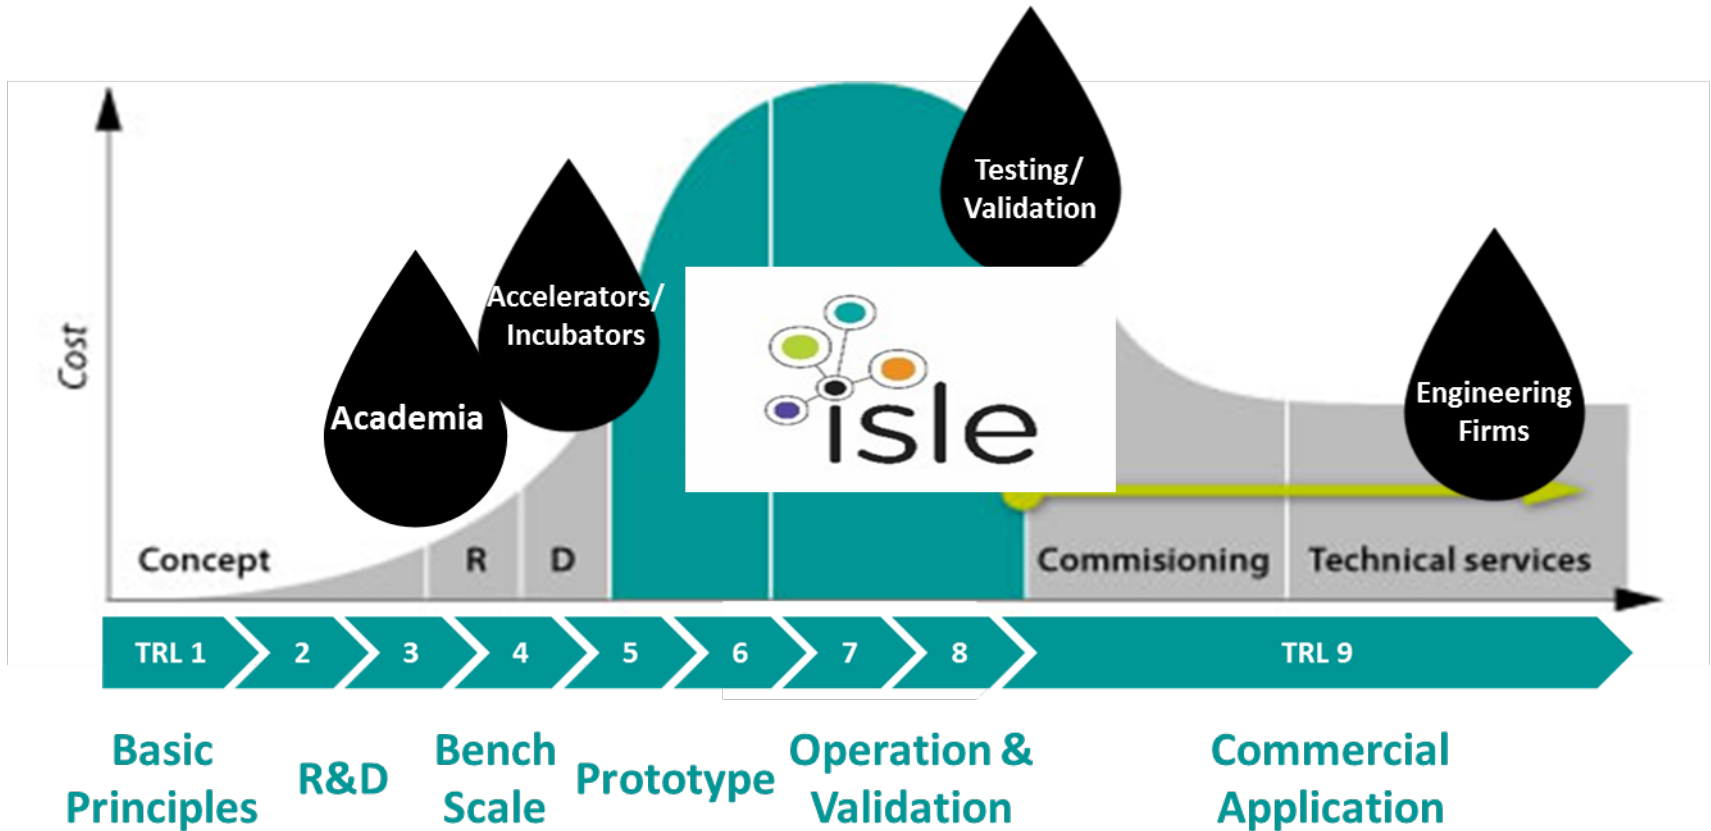 Testing/
Validation
Accelerators/
Incubators
Academia
Engineering
Firms
isle
Cost
Concept
R
D
Commisioning
Technical services
TRL 1
2
3
4
5
6
7
8
TRL 9
Basic
Principles
R&D
Bench
Scale
Prototype
Operation &
Validation
Commercial
Application